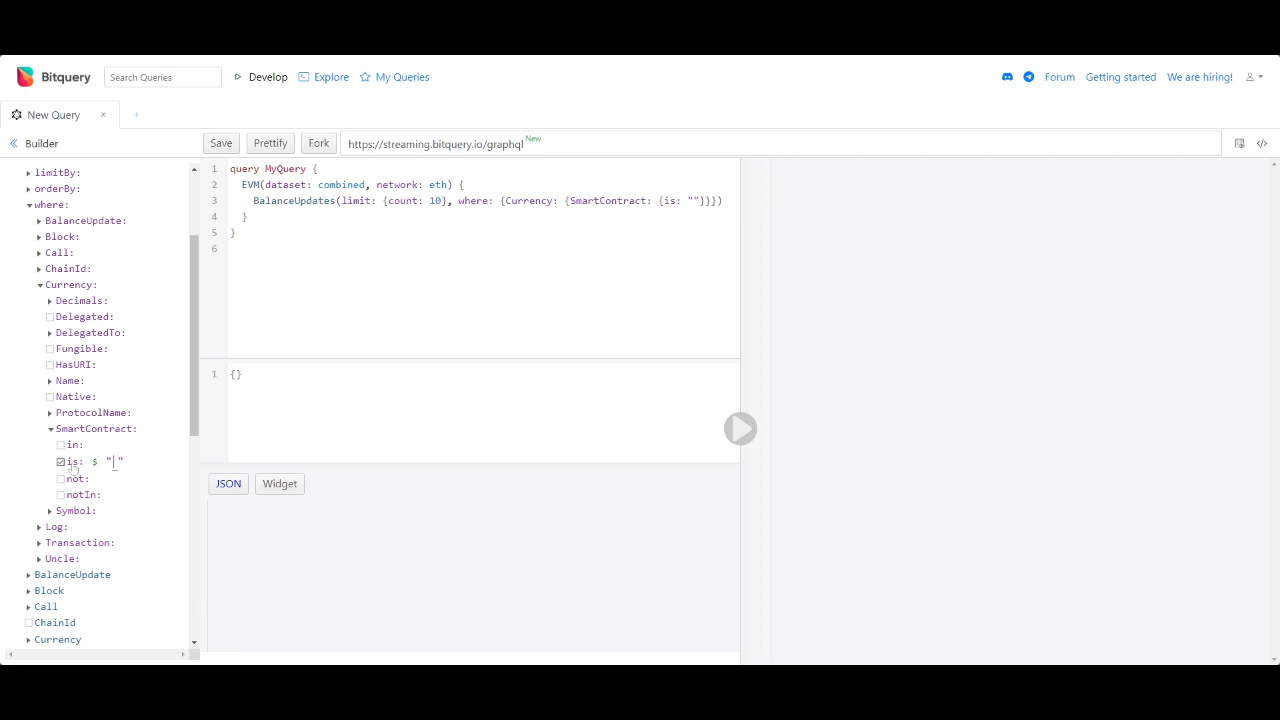 Bitquery
Search Queries
Develop
Explore
My Queries
Forum
Getting started
We are hiring!
New Query
×
+
Builder
Save
Prettify
Fork
https://streaming.bitquery.io/graphql
New
limitBy:
orderBy:
where:
BalanceUpdate:
Block:
Call:
ChainId:
Currency:
Decimals:
Delegated:
DelegatedTo:
Fungible:
HasURI:
Name:
Native:
ProtocolName:
SmartContract:
in:
is: $ " "
not:
notIn:
Symbol:
Log:
Transaction:
Uncle:
BalanceUpdate
Block
Call
ChainId
Currency
1 query MyQuery {
2 EVM(dataset: combined, network: eth) {
3 BalanceUpdates(limit: {count: 10}, where: {Currency: {SmartContract: {is: ""}}})
4 }
5 }
6
1 {}
JSON
Widget